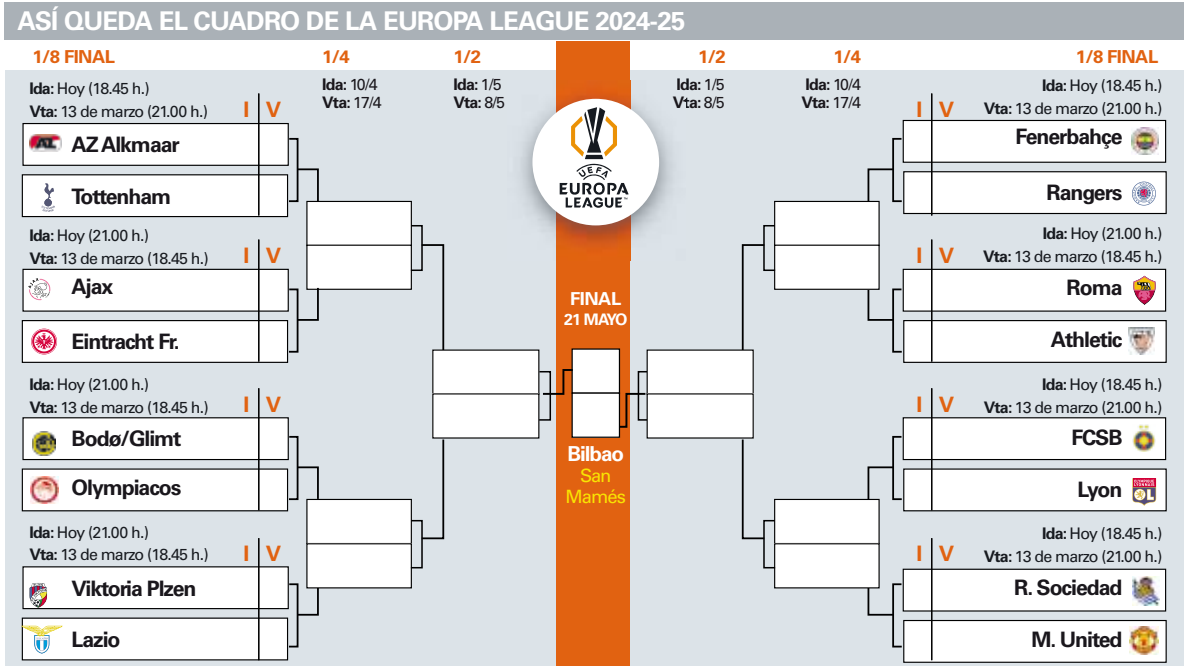 ASÍ QUEDA EL CUADRO DE LA EUROPA LEAGUE 2024-25
1/8 FINAL
1/4
1/2
1/2
1/4
1/8 FINAL
Ida: 10/4
Vta: 17/4
Ida: 1/5
Vta: 8/5
Ida: 1/5
Vta: 8/5
Ida: 10/4
Vta: 17/4
Ida: Hoy (18.45 h.)
Vta: 13 de marzo (21.00 h.) I V
AZ Alkmaar
Tottenham
Ida: Hoy (21.00 h.)
Vta: 13 de marzo (18.45 h.) I V
Ajax
Eintracht Fr.
Ida: Hoy (21.00 h.)
Vta: 13 de marzo (18.45 h.) I V
Bodø/Glimt
Olympiacos
Ida: Hoy (21.00 h.)
Vta: 13 de marzo (18.45 h.) I V
Viktoria Plzen
Lazio
UEFA
EUROPA
LEAGUE
FINAL
21 MAYO
Bilbao
San
Mamés
Ida: Hoy (18.45 h.)
I V Vta: 13 de marzo (21.00 h.)
Fenerbahçe
Rangers
Ida: Hoy (21.00 h.)
I V Vta: 13 de marzo (18.45 h.)
Roma
Athletic
Ida: Hoy (18.45 h.)
I V Vta: 13 de marzo (21.00 h.)
FCSB
Lyon
Ida: Hoy (18.45 h.)
I V Vta: 13 de marzo (21.00 h.)
R. Sociedad
M. United